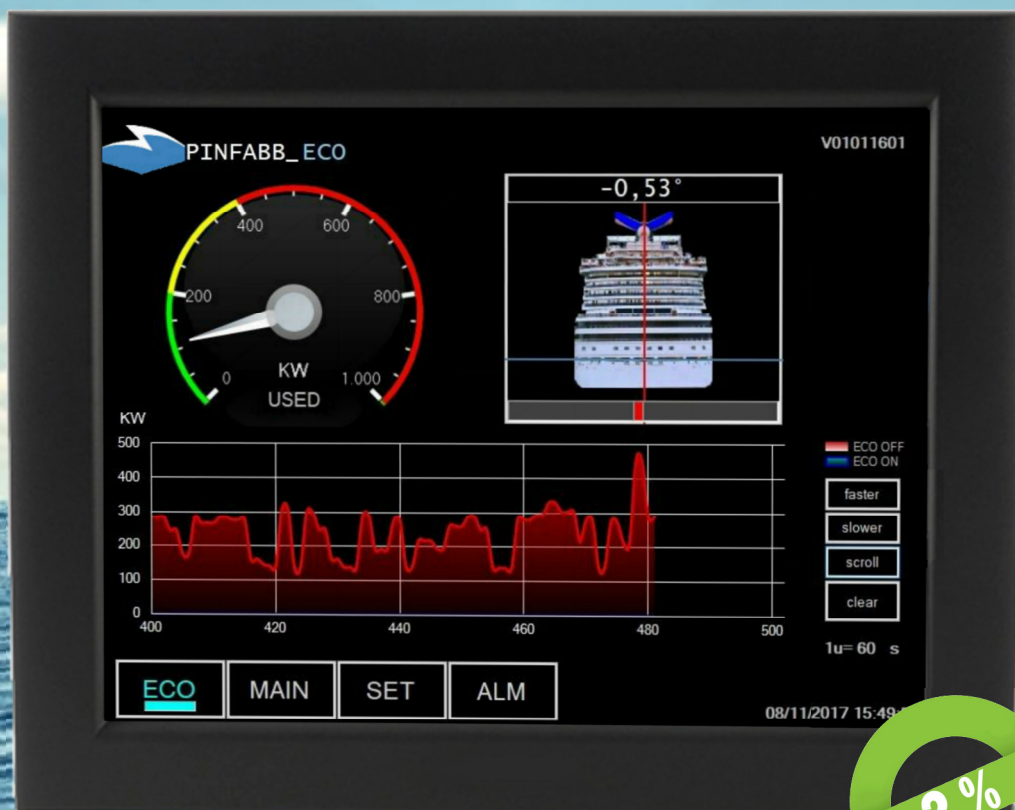 PINFABB_ECO
V01011601
-0,53°
0
200
400
600
800
1.000
KW
USED
KW
500
400
300
200
100
0
400
420
440
460
480
500
ECO OFF
ECO ON
faster
slower
scroll
clear
1u= 60 s
ECO
MAIN
SET
ALM
08/11/2017 15:49
%